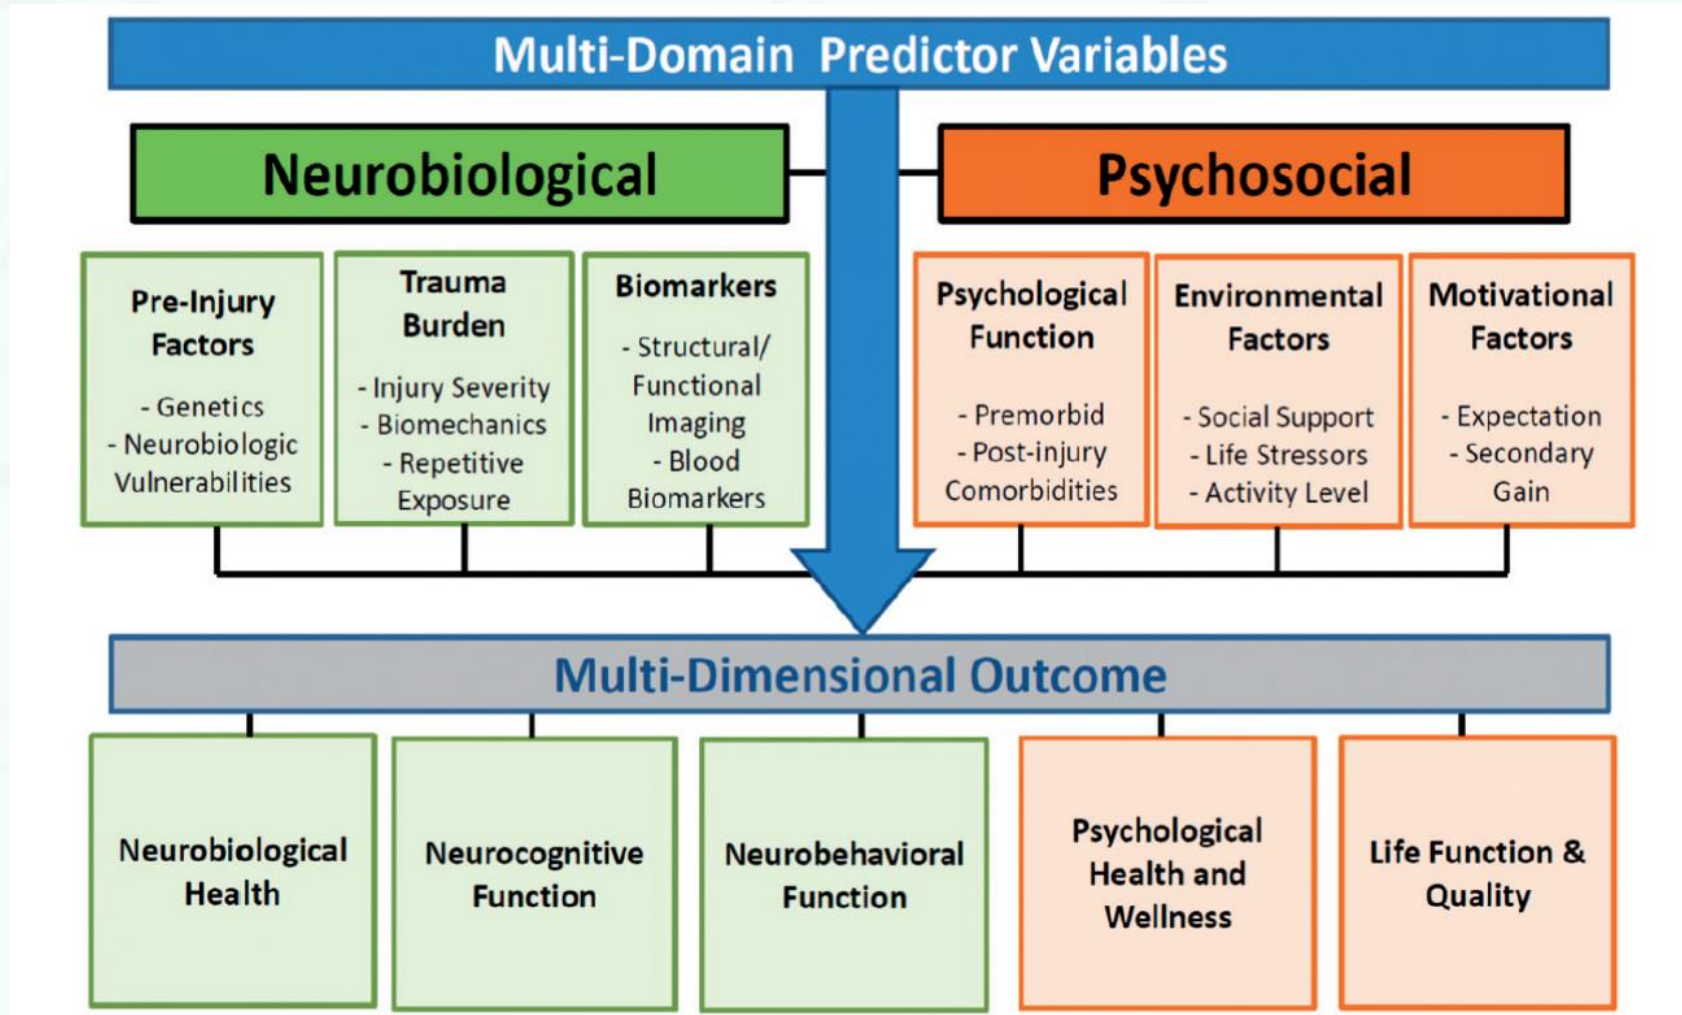 Multi-Domain Predictor Variables
Neurobiological
Psychosocial
Pre-Injury
Factors
- Genetics
- Neurobiologic
Vulnerabilities
Trauma
Burden
- Injury Severity
- Biomechanics
- Repetitive
Exposure
Biomarkers
- Structural/
Functional
Imaging
- Blood
Biomarkers
Psychological
Function
- Premorbid
- Post-injury
Comorbidities
Environmental
Factors
- Social Support
- Life Stressors
- Activity Level
Motivational
Factors
- Expectation
- Secondary
Gain
Multi-Dimensional Outcome
Neurobiological
Health
Neurocognitive
Function
Neurobehavioral
Function
Psychological
Health and
Wellness
Life Function &
Quality